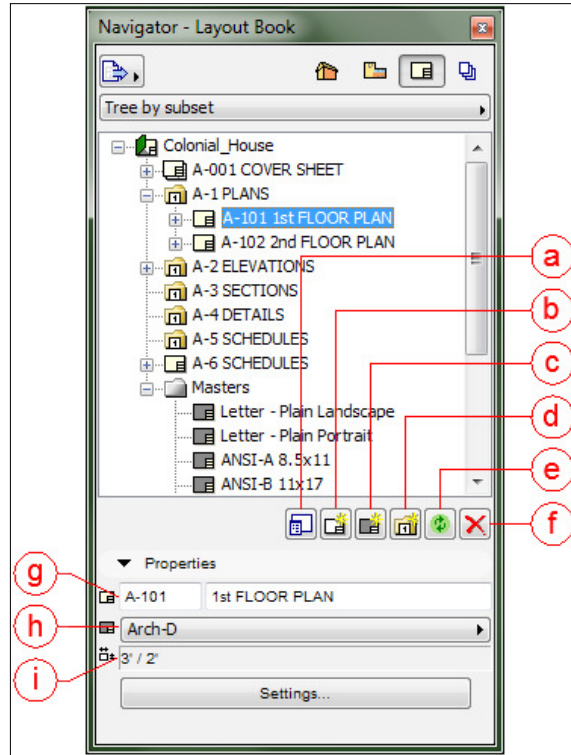 Navigator - Layout Book
Tree by subset
Colonial_House
A-001 COVER SHEET
A-1 PLANS
A-101 1st FLOOR PLAN
A-102 2nd FLOOR PLAN
A-2 ELEVATIONS
a
A-3 SECTIONS
A-4 DETAILS
b
A-5 SCHEDULES
A-6 SCHEDULES
c
Masters
Letter - Plain Landscape
d
Letter - Plain Portrait
ANSI-A 8.5x11
e
ANSI-B 11x17
f
Properties
g
A-101 1st FLOOR PLAN
h
Arch-D
i
3' / 2'
Settings...